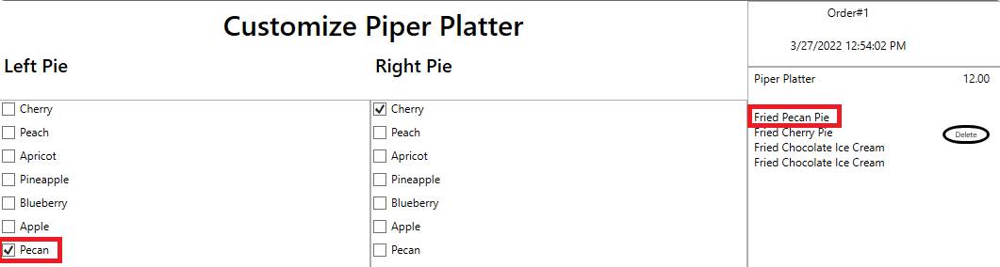 Customize Piper Platter
Left Pie
Cherry
Peach
Apricot
Pineapple
Blueberry
Apple
Pecan
Right Pie
Cherry
Peach
Apricot
Pineapple
Blueberry
Apple
Pecan
Order#1
3/27/2022 12:54:02 PM
Piper Platter 12.00
Fried Pecan Pie
Fried Cherry Pie
Delete
Fried Chocolate Ice Cream
Fried Chocolate Ice Cream